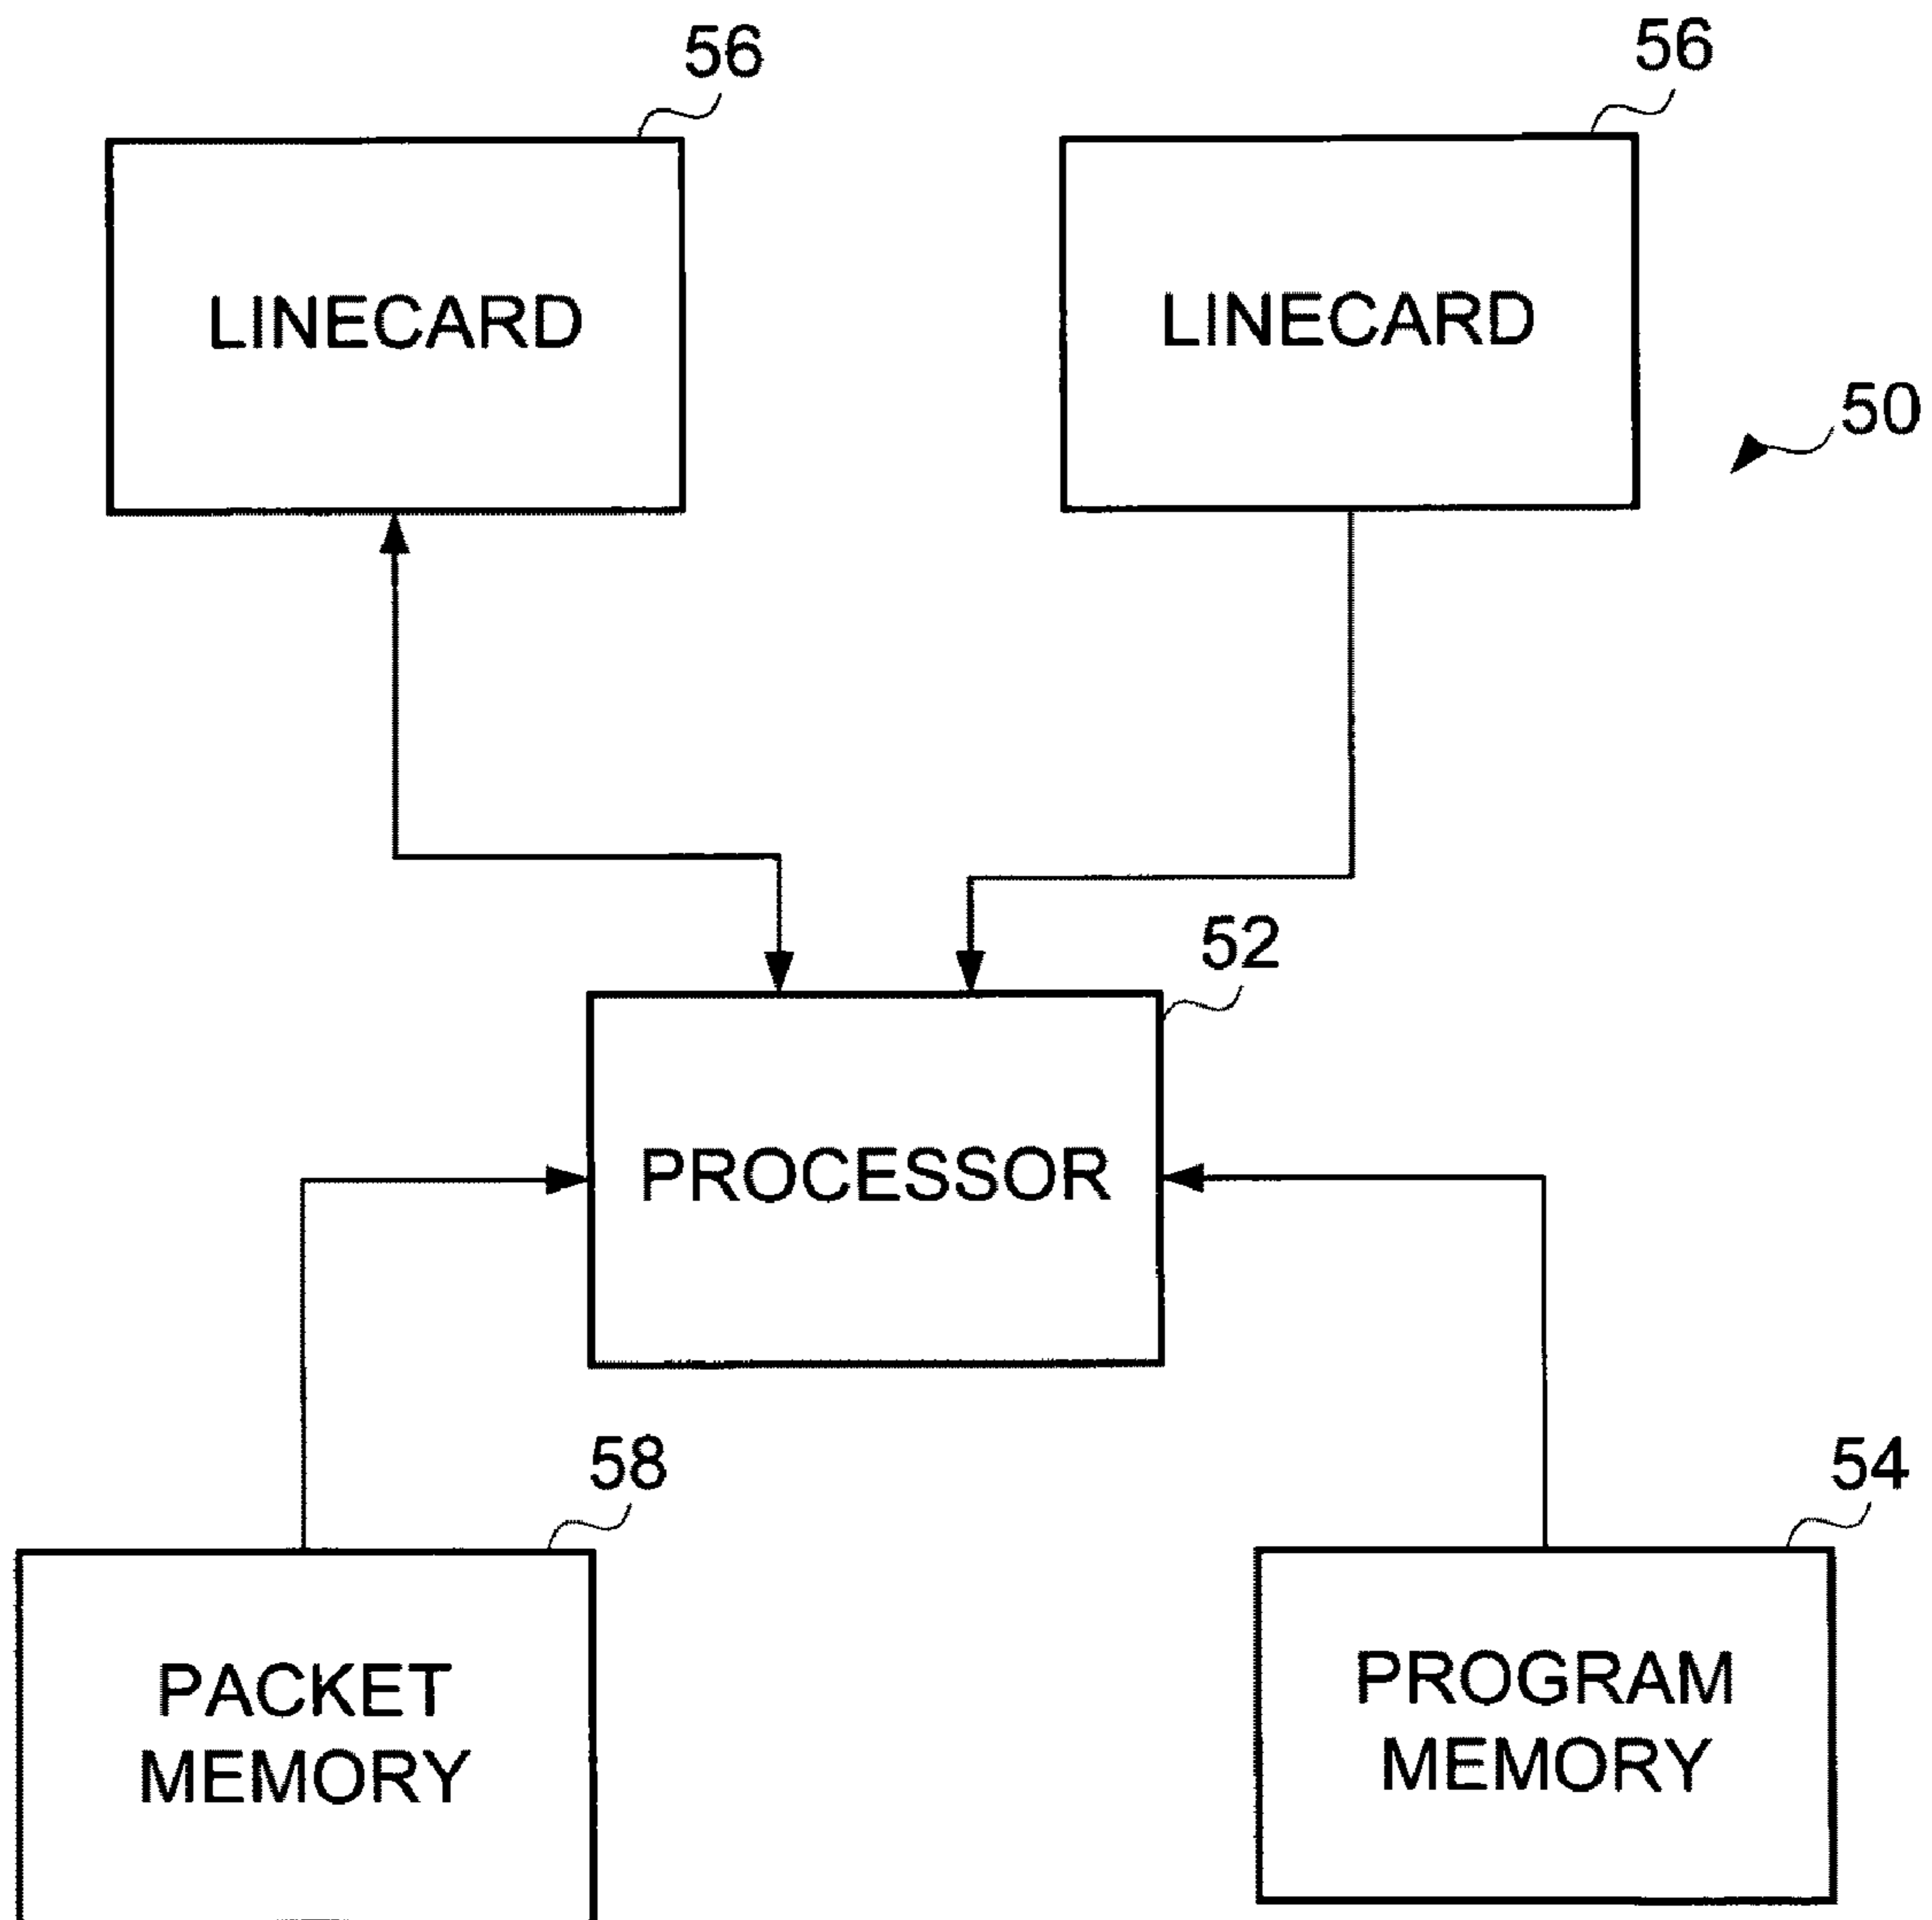 56
56
LINECARD
LINECARD
50
52
PROCESSOR
58
54
PACKET
MEMORY
PROGRAM
MEMORY